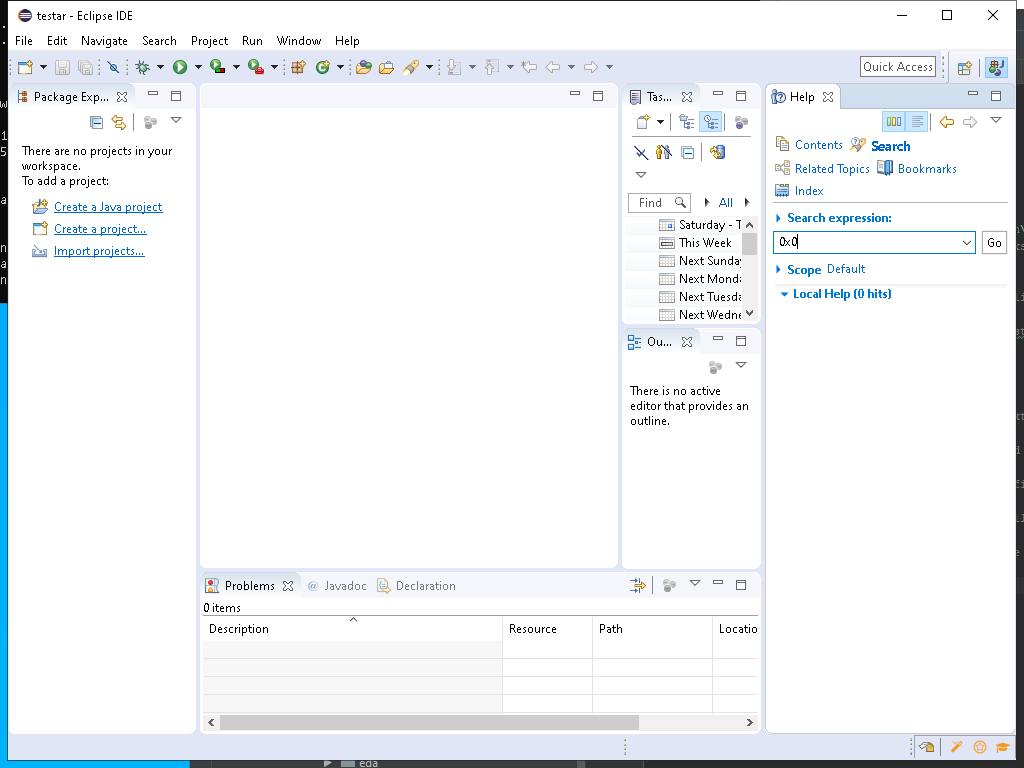 testar - Eclipse IDE
File Edit Navigate Search Project Run Window Help
Quick Access
Package Exp...
There are no projects in your
workspace.
To add a project:
Create a Java project
Create a project...
Import projects...
Tas...
Find
All
Saturday - T
This Week
Next Sunda
Next Monda
Next Tuesda
Next Wedne
Ou...
There is no active
editor that provides an
outline.
Help
Contents Search
Related Topics Bookmarks
Index
Search expression:
0x0
Go
Scope Default
Local Help (0 hits)
Problems @ Javadoc Declaration
0 items
Description Resource Path Locatio
eda